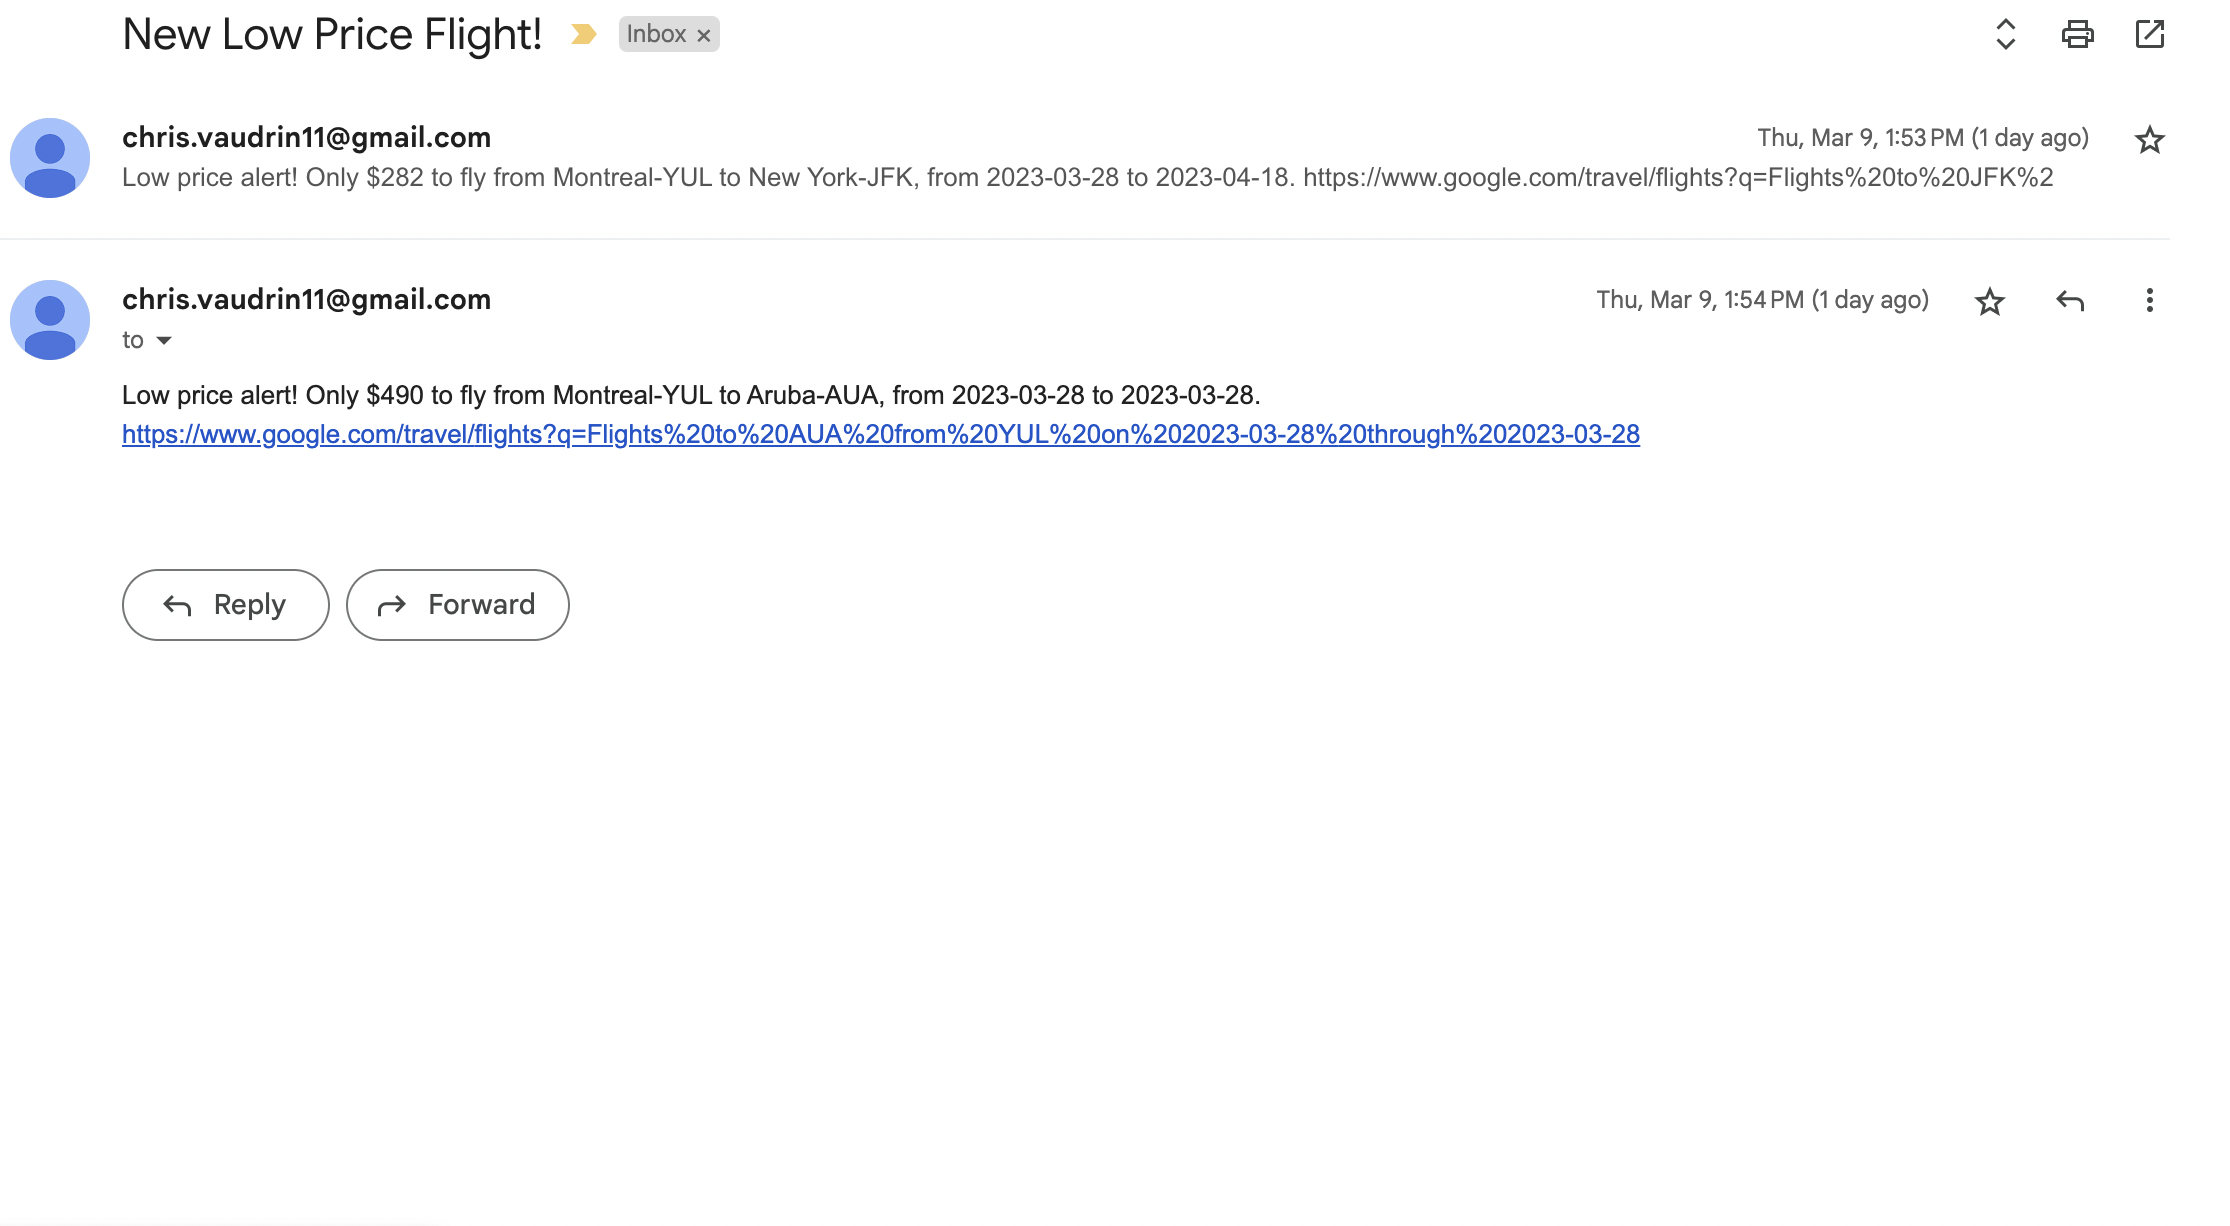 New Low Price Flight! Inbox ×
chris.vaudrin11@gmail.com Thu, Mar 9, 1:53 PM (1 day ago)
Low price alert! Only $282 to fly from Montreal-YUL to New York-JFK, from 2023-03-28 to 2023-04-18. https://www.google.com/travel/flights?q=Flights%20to%20JFK%2
chris.vaudrin11@gmail.com Thu, Mar 9, 1:54 PM (1 day ago)
to
Low price alert! Only $490 to fly from Montreal-YUL to Aruba-AUA, from 2023-03-28 to 2023-03-28.
https://www.google.com/travel/flights?q=Flights%20to%20AUA%20from%20YUL%20on%202023-03-28%20through%202023-03-28
Reply Forward